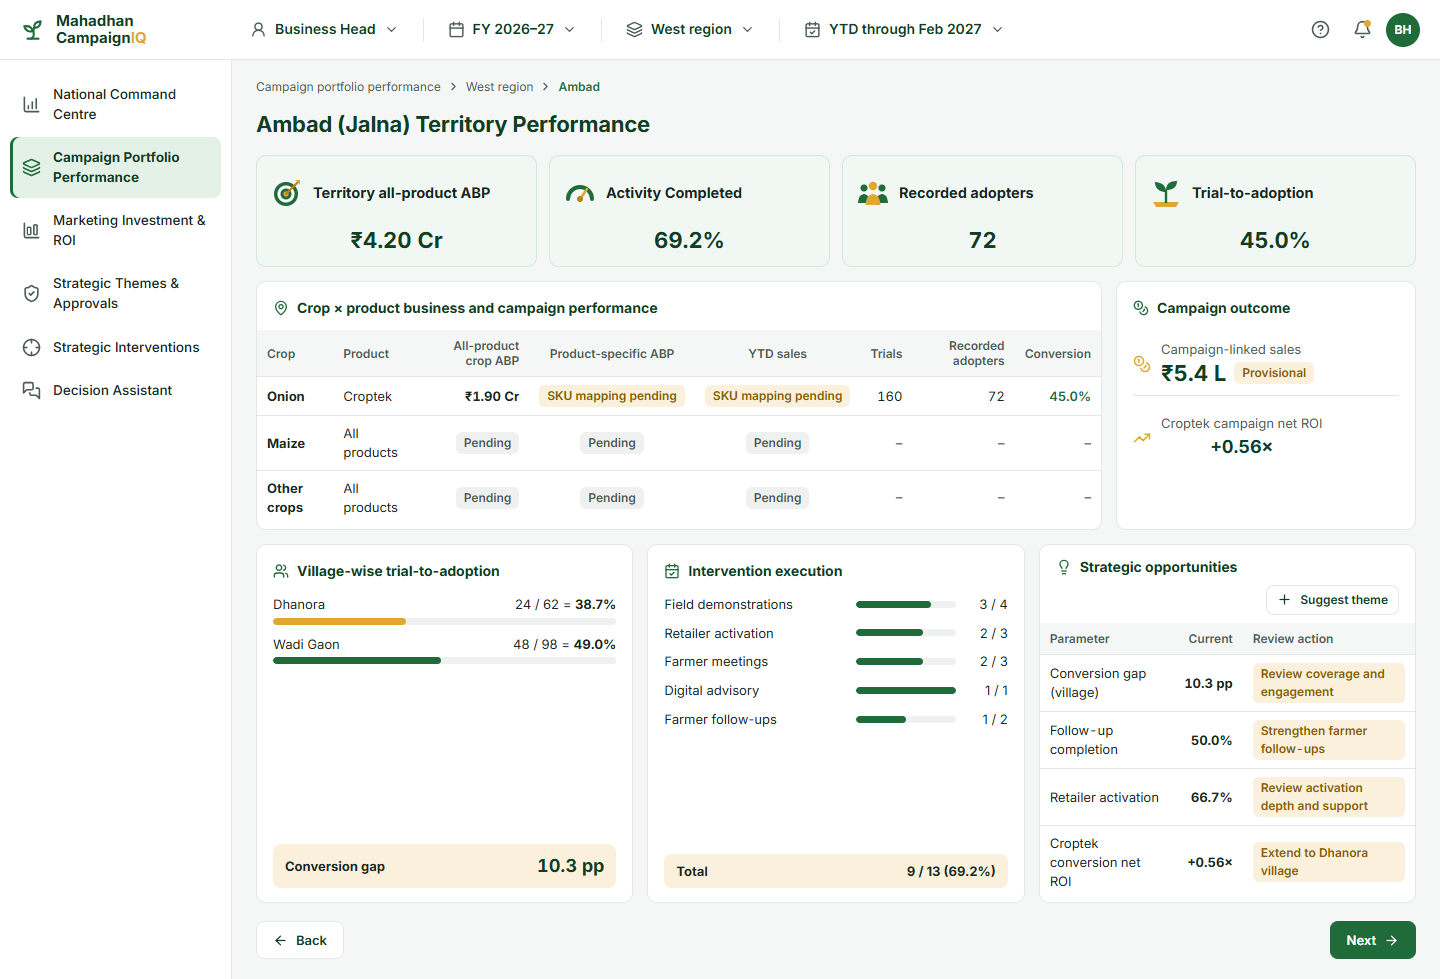 Mahadhan
CampaignIQ
Business Head
FY 2026–27
West region
YTD through Feb 2027
BH
National Command
Centre
Campaign Portfolio
Performance
Marketing Investment &
ROI
Strategic Themes &
Approvals
Strategic Interventions
Decision Assistant
Campaign portfolio performance > West region > Ambad
Ambad (Jalna) Territory Performance
Territory all-product ABP
₹4.20 Cr
Activity Completed
69.2%
Recorded adopters
72
Trial-to-adoption
45.0%
Crop × product business and campaign performance
Crop Product All-product crop ABP Product-specific ABP YTD sales Trials Recorded adopters Conversion
Onion Croptek ₹1.90 Cr SKU mapping pending SKU mapping pending 160 72 45.0%
Maize All products Pending Pending Pending – – –
Other crops All products Pending Pending Pending – – –
Campaign outcome
Campaign-linked sales
₹5.4 L Provisional
Croptek campaign net ROI
+0.56×
Village-wise trial-to-adoption
Dhanora 24 / 62 = 38.7%
Wadi Gaon 48 / 98 = 49.0%
Conversion gap 10.3 pp
Intervention execution
Field demonstrations 3 / 4
Retailer activation 2 / 3
Farmer meetings 2 / 3
Digital advisory 1 / 1
Farmer follow-ups 1 / 2
Total 9 / 13 (69.2%)
Strategic opportunities
+ Suggest theme
Parameter Current Review action
Conversion gap (village) 10.3 pp Review coverage and engagement
Follow-up completion 50.0% Strengthen farmer follow-ups
Retailer activation 66.7% Review activation depth and support
Croptek conversion net ROI +0.56× Extend to Dhanora village
← Back
Next →